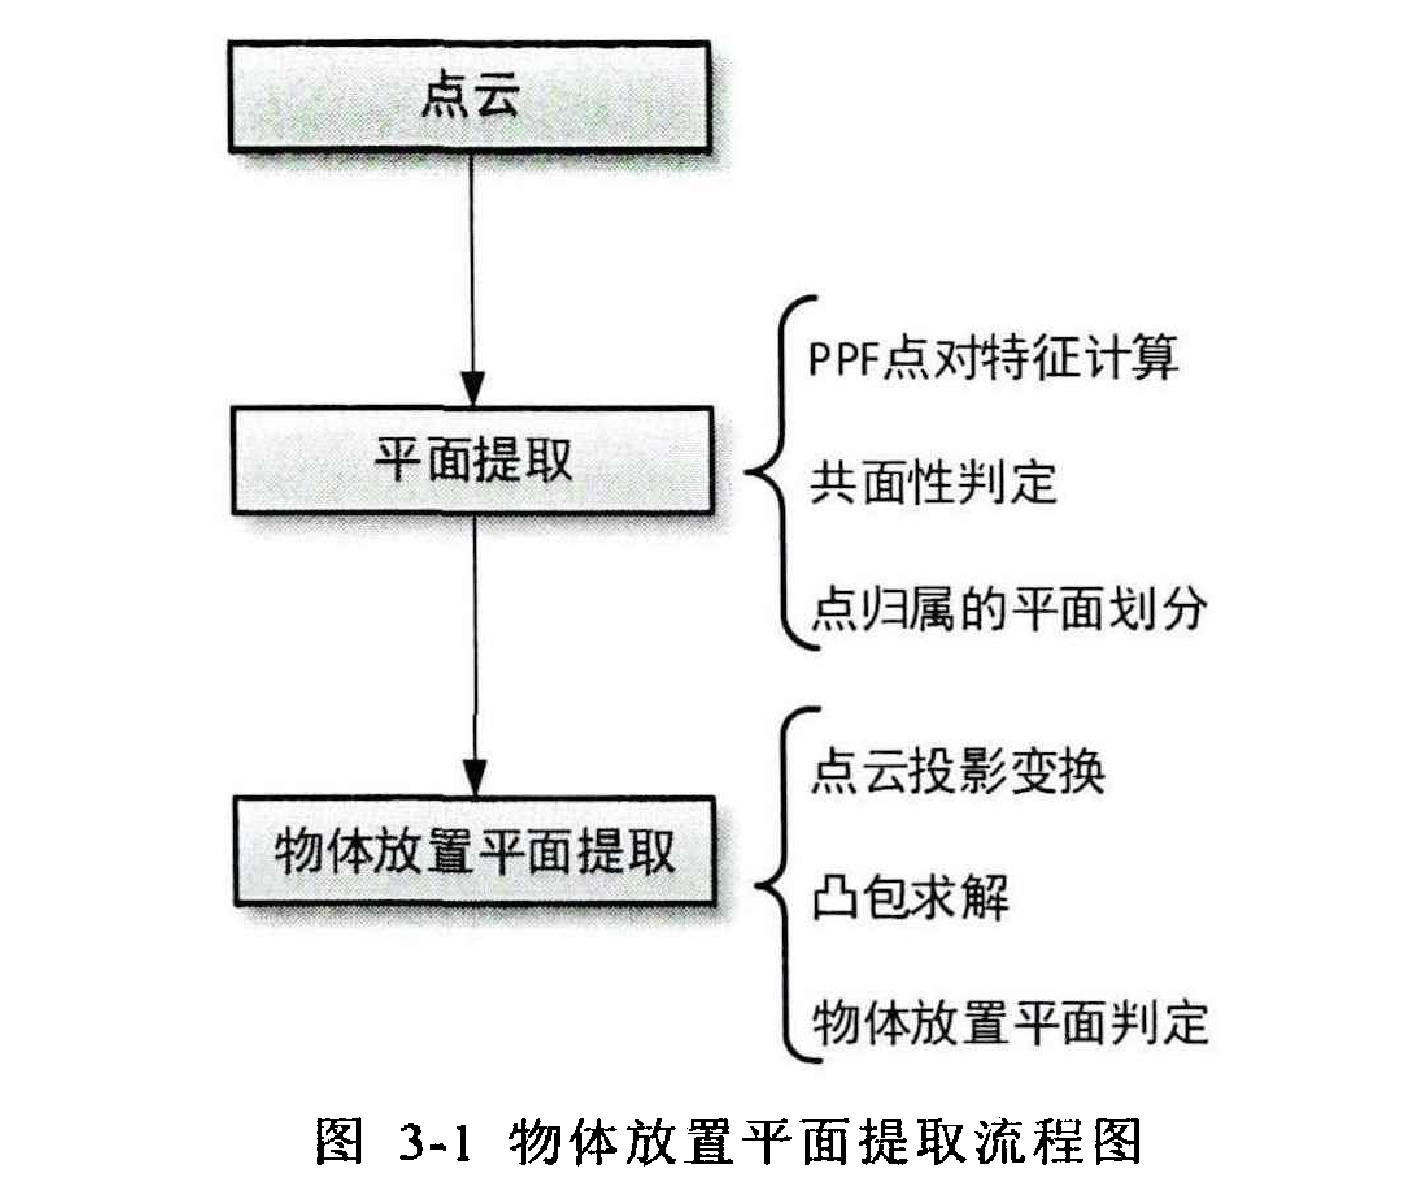 点云
平面提取
PPF点对特征计算
共面性判定
点归属的平面划分
物体放置平面提取
点云投影变换
凸包求解
物体放置平面判定
图 3-1 物体放置平面提取流程图